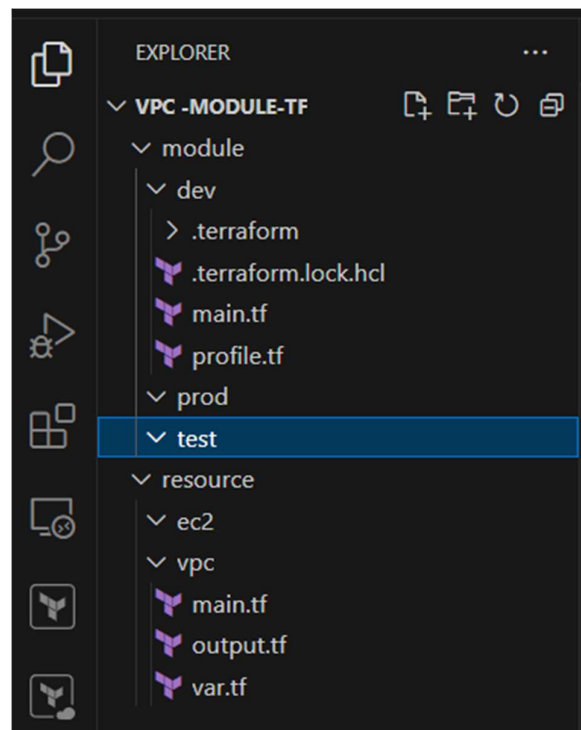 EXPLORER
VPC -MODULE-TF
module
dev
.terraform
.terraform.lock.hcl
main.tf
profile.tf
prod
test
resource
ec2
vpc
main.tf
output.tf
var.tf